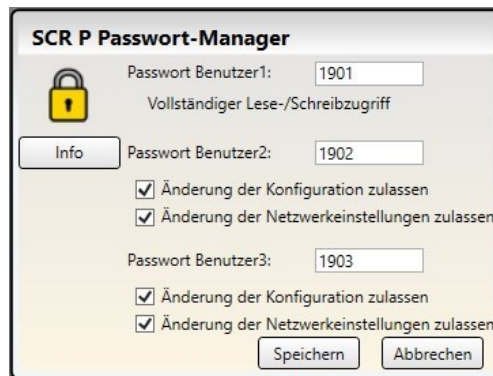 SCR P Passwort-Manager
Passwort Benutzer1: 1901
Vollständiger Lese-/Schreibzugriff
Info
Passwort Benutzer2: 1902
Änderung der Konfiguration zulassen
Änderung der Netzwerkeinstellungen zulassen
Passwort Benutzer3: 1903
Änderung der Konfiguration zulassen
Änderung der Netzwerkeinstellungen zulassen
Speichern Abbrechen